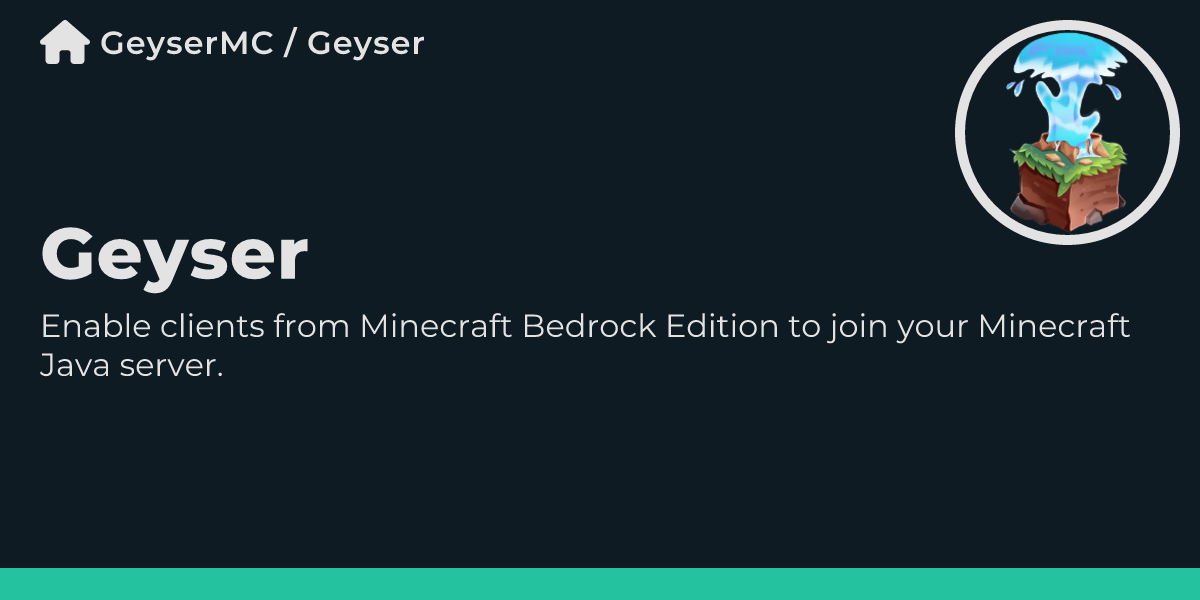 GeyserMC / Geyser
Geyser
Enable clients from Minecraft Bedrock Edition to join your Minecraft
Java server.